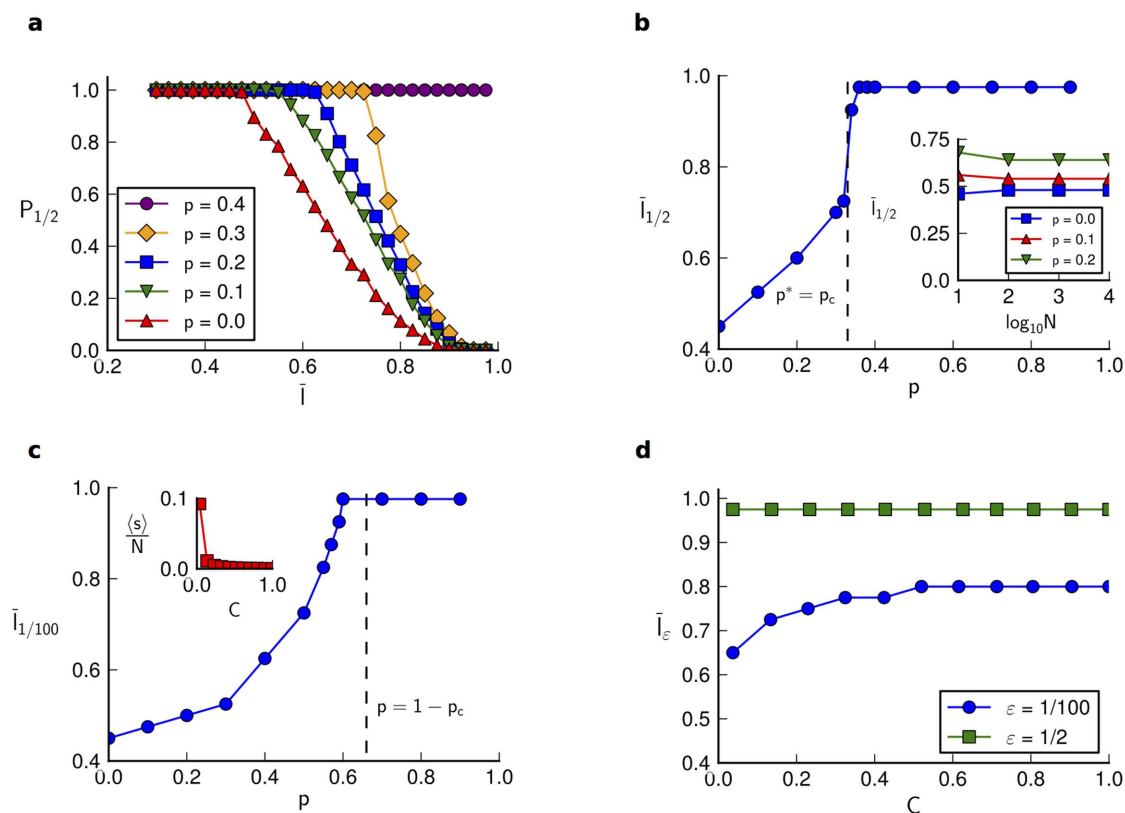 a
1.0
0.8
0.6
0.4
0.2
0.0
P1/2
p = 0.4
p = 0.3
p = 0.2
p = 0.1
p = 0.0
0.2 0.4 0.6 0.8 1.0
Ī
b
1.0
0.8
0.6
0.4
Ī1/2
p* = pc
0.0 0.2 0.4 0.6 0.8 1.0
p
0.75
0.5
0.25
0.0
Ī1/2
p = 0.0
p = 0.1
p = 0.2
1 2 3 4
log10N
c
1.0
0.8
0.6
0.4
Ī1/100
0.1
0.0
⟨s⟩
N
0.0 1.0
C
p = 1 − pc
0.0 0.2 0.4 0.6 0.8 1.0
p
d
1.0
0.9
0.8
0.7
0.6
0.5
0.4
Īε
ε = 1/100
ε = 1/2
0.0 0.2 0.4 0.6 0.8 1.0
C